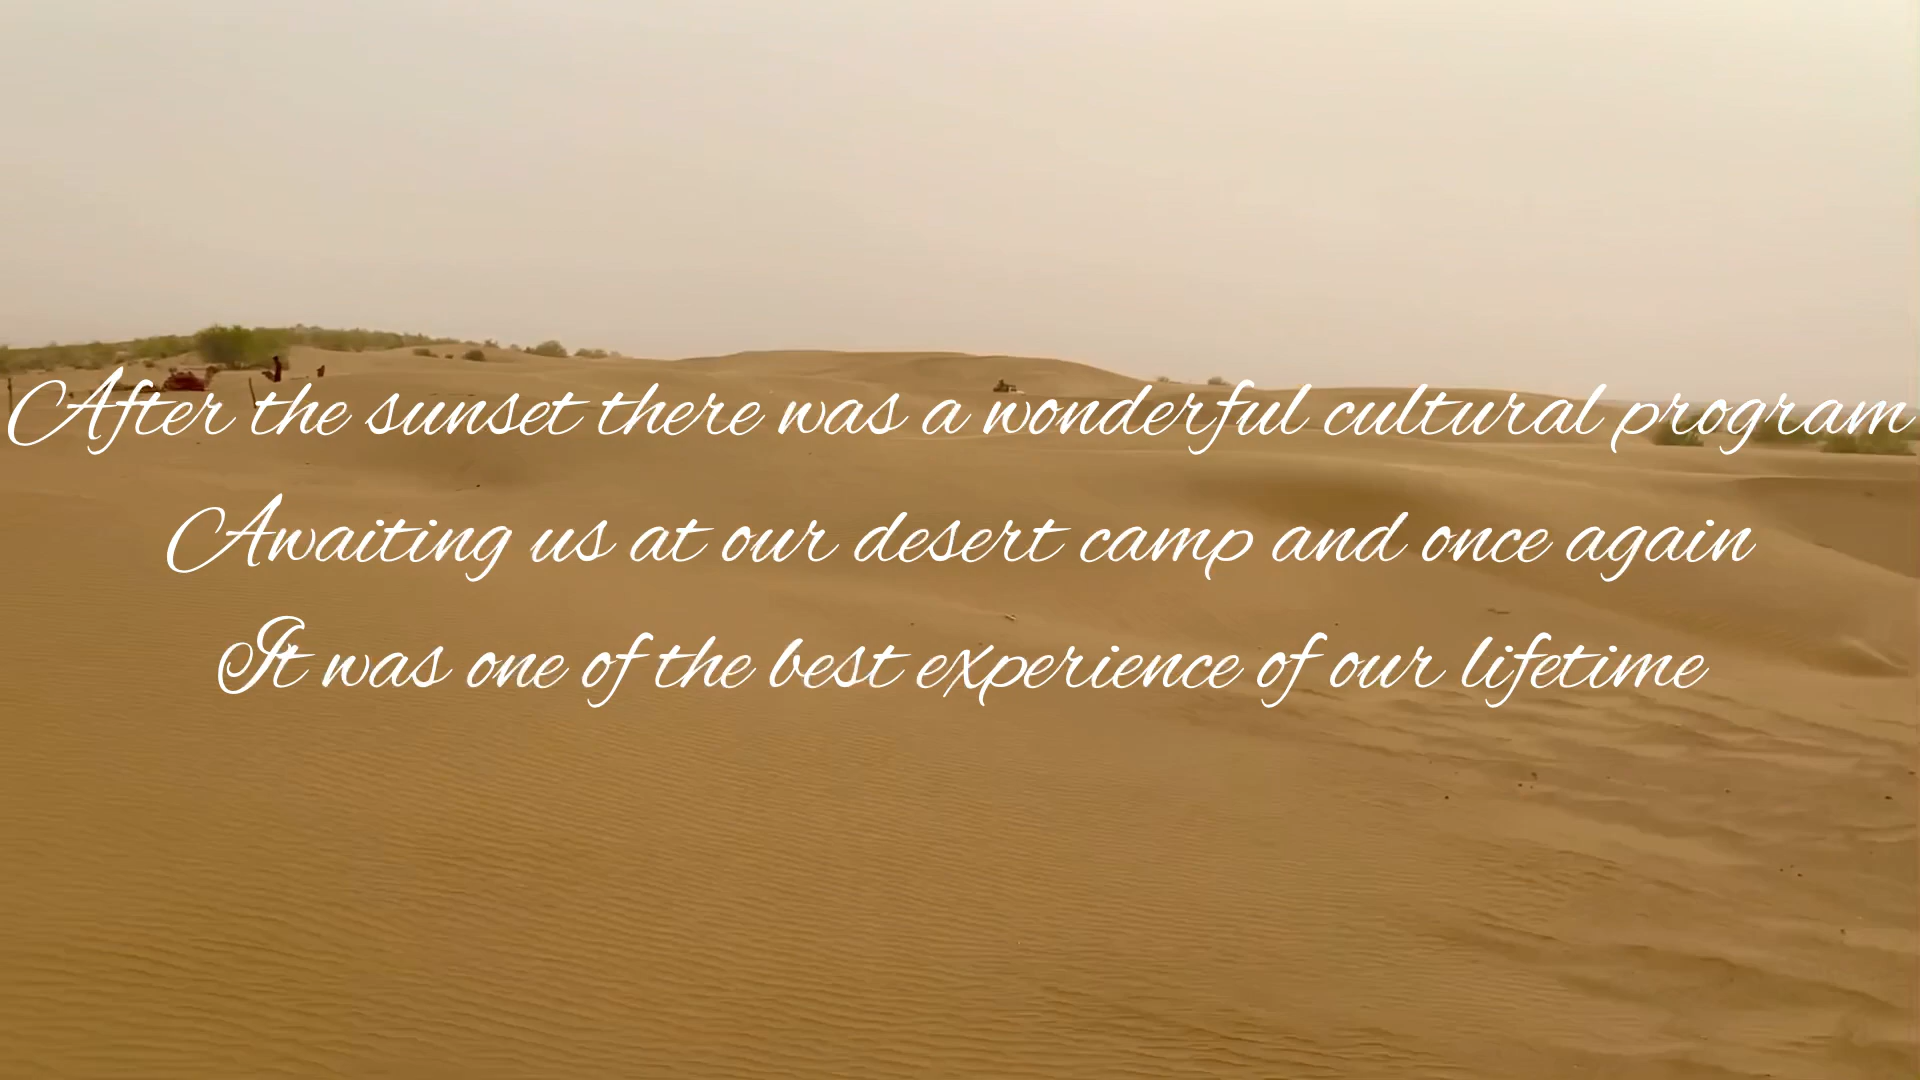 After the sunset there was a wonderful cultural program
Awaiting us at our desert camp and once again
It was one of the best experience of our lifetime